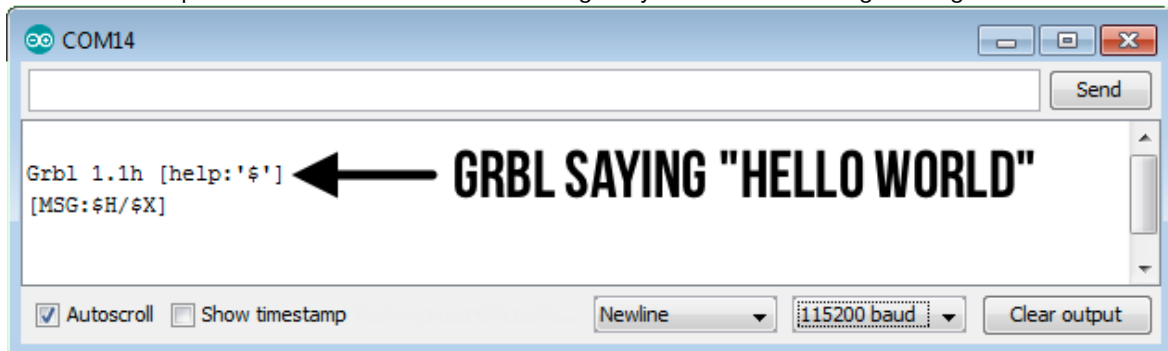 COM14
Send
Grbl 1.1h [help:'$']
GRBL SAYING "HELLO WORLD"
[MSG:$H/$X]
Autoscroll
Show timestamp
Newline
115200 baud
Clear output